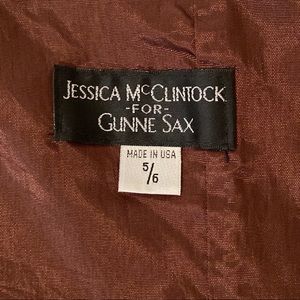 JESSICA McCLINTOCK
-FOR-
GUNNE SAX
MADE IN USA
5/6